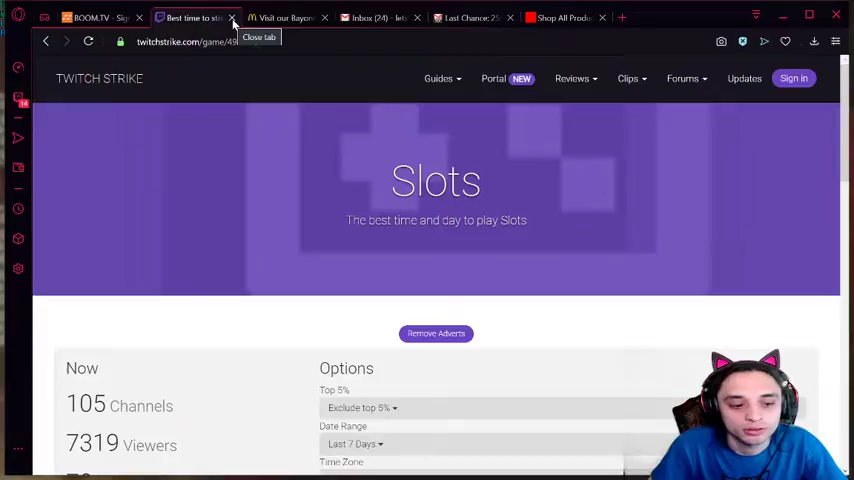 BOOM.TV - Sig
Best time to str
Visit our Bayon
Inbox (24) - lets
Last Chance: 25
Shop All Produ
Close tab
twitchstrike.com/game/49
14
TWITCH STRIKE
Guides
Portal NEW
Reviews
Clips
Forums
Updates
Sign in
Slots
The best time and day to play Slots
Remove Adverts
Now
105 Channels
7319 Viewers
Options
Top 5%
Exclude top 5%
Date Range
Last 7 Days
Time Zone